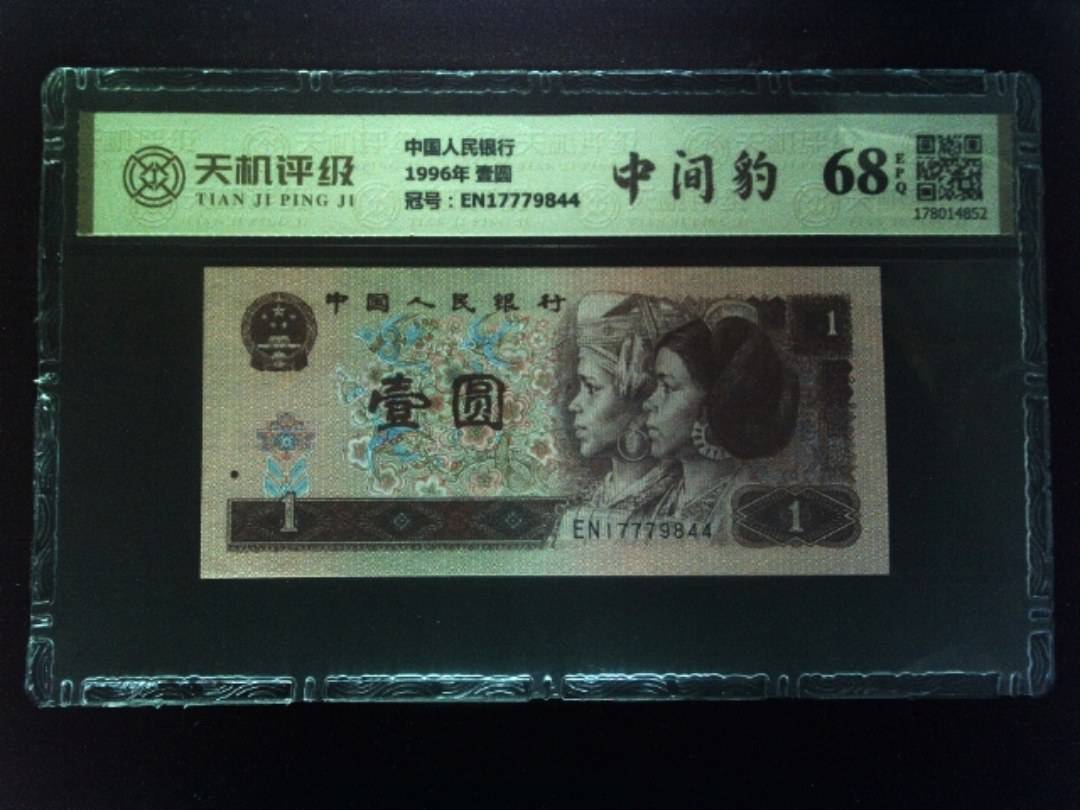 天机评级
TIAN JI PING JI
中国人民银行
1996年 壹圆
冠号：EN17779844
中间豹
68
EPQ
178014852
中国人民银行
1
壹圆
1
EN17779844
1